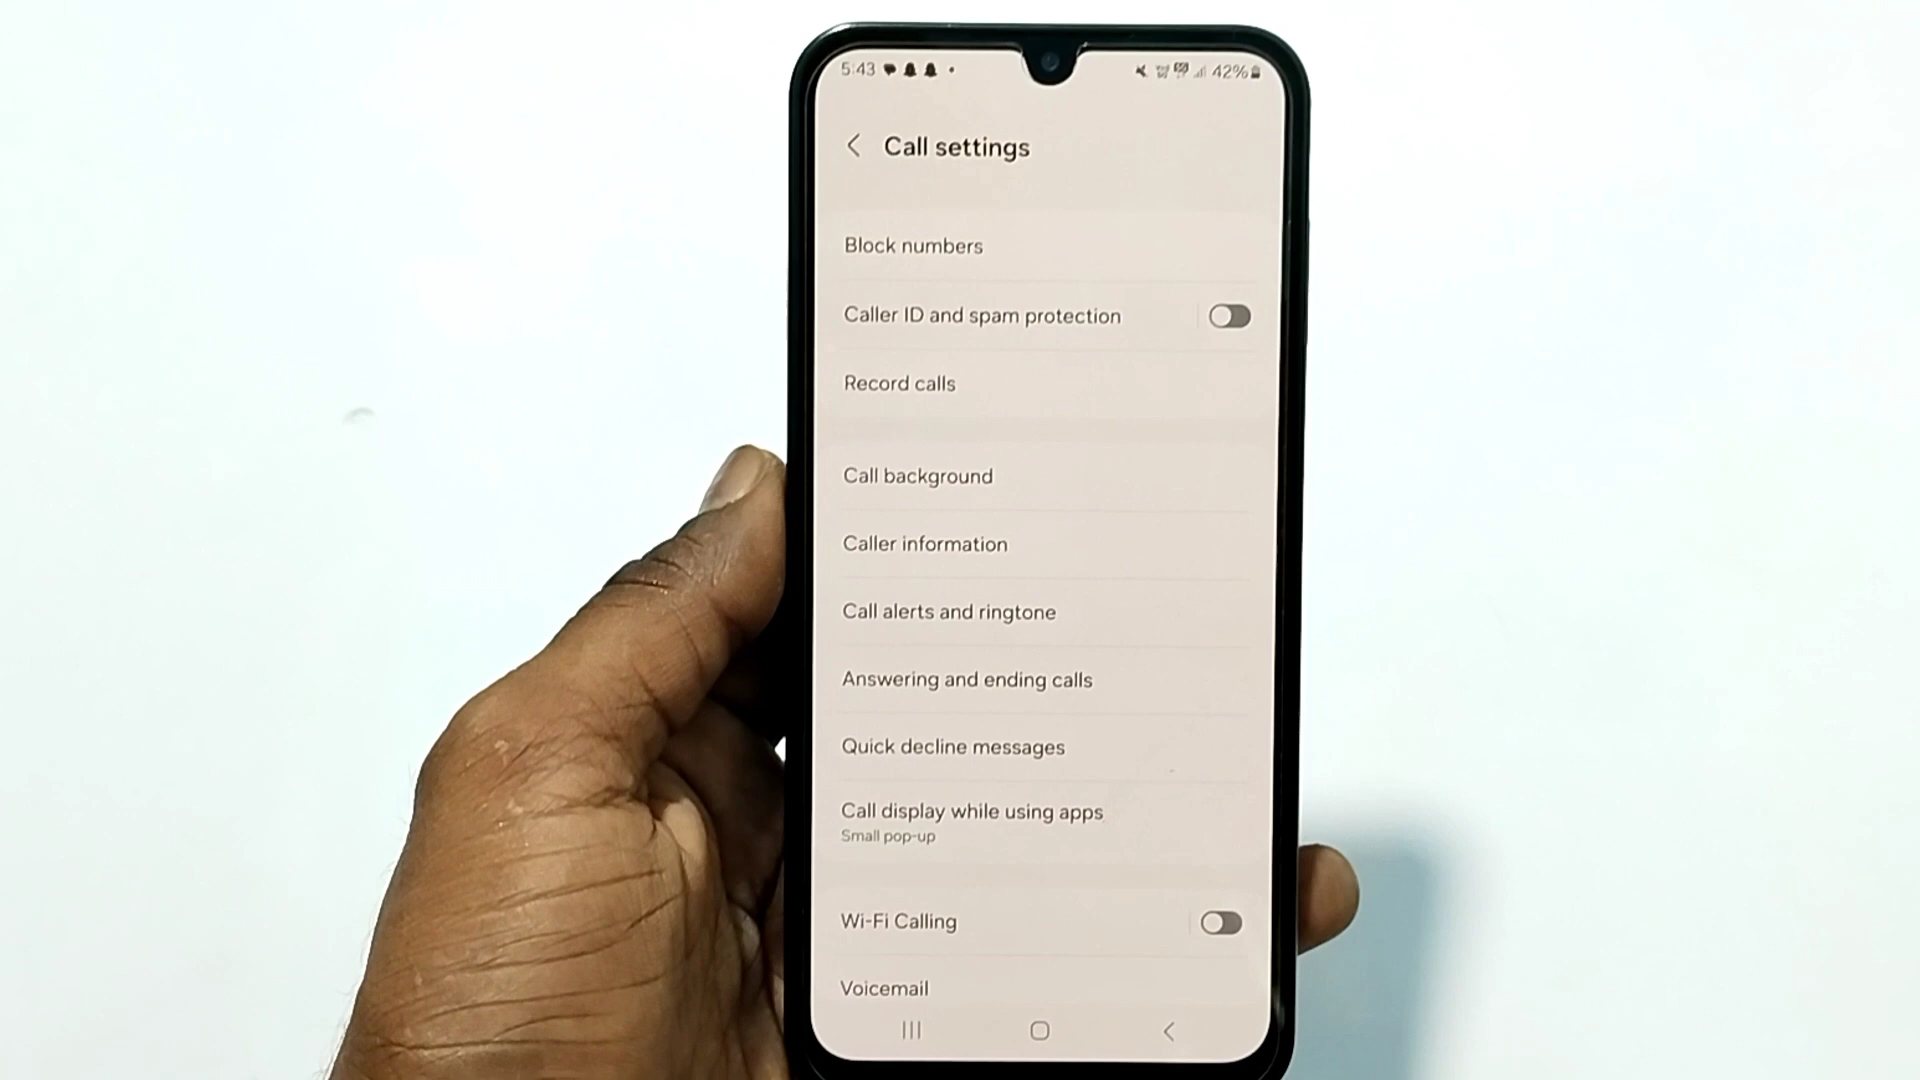 5:43 42%
Call settings
Block numbers
Caller ID and spam protection
Record calls
Call background
Caller information
Call alerts and ringtone
Answering and ending calls
Quick decline messages
Call display while using apps
Small pop-up
Wi-Fi Calling
Voicemail